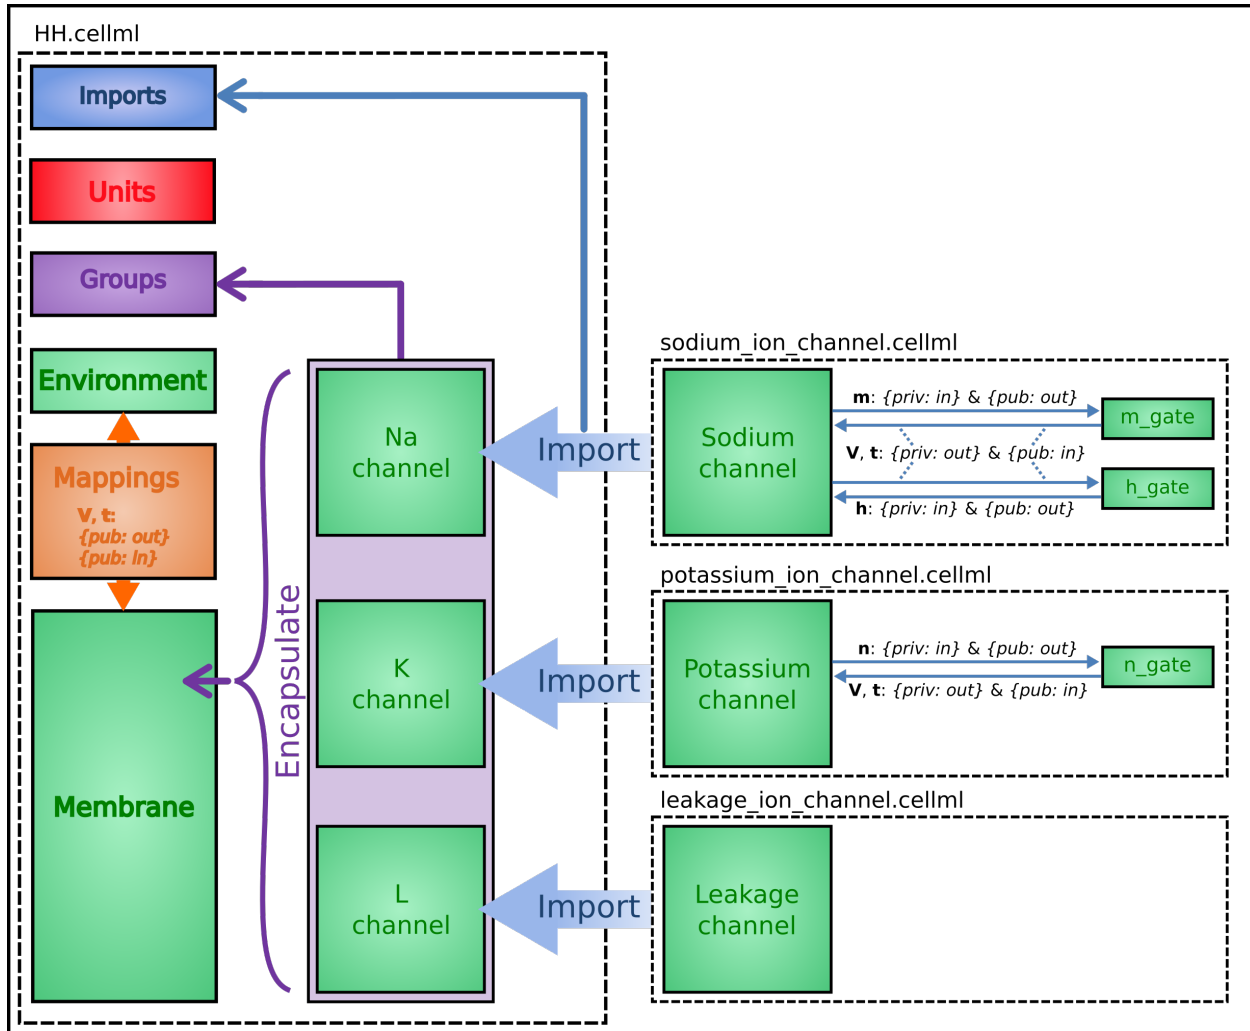 HH.cellml
Imports
Units
Groups
Environment
Mappings
V, t:
{pub: out}
{pub: in}
Membrane
Encapsulate
Na
channel
K
channel
L
channel
Import
Import
Import
sodium_ion_channel.cellml
Sodium
channel
m: {priv: in} & {pub: out}
m_gate
V, t: {priv: out} & {pub: in}
h_gate
h: {priv: in} & {pub: out}
potassium_ion_channel.cellml
Potassium
channel
n: {priv: in} & {pub: out}
n_gate
V, t: {priv: out} & {pub: in}
leakage_ion_channel.cellml
Leakage
channel